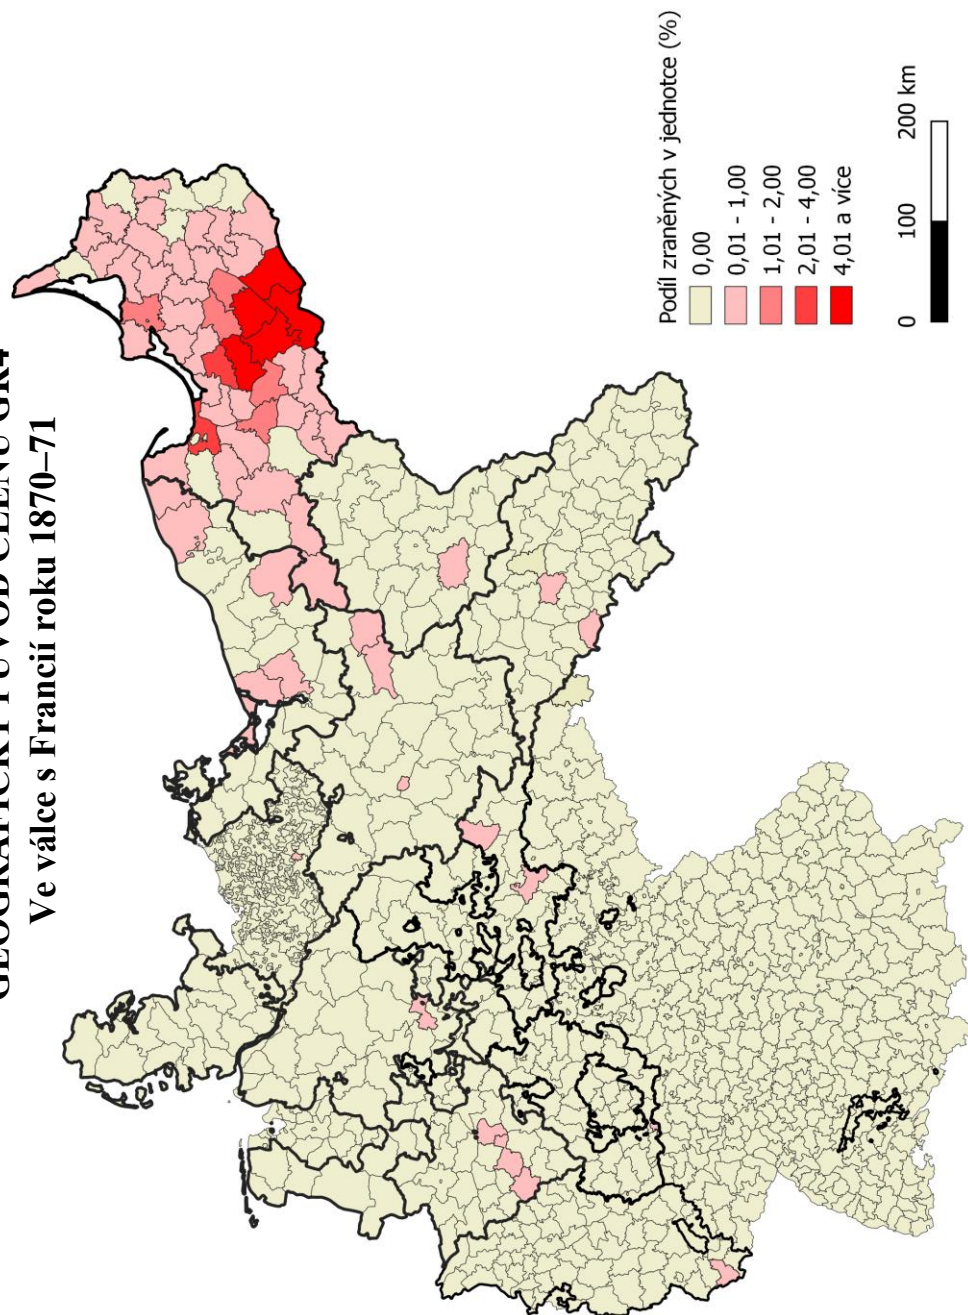 GEOGRAFICKÝ PŮVOD ČLENŮ GR4
Ve válce s Francií roku 1870–71
Podíl zraněných v jednotce (%)
0,00
0,01 - 1,00
1,01 - 2,00
2,01 - 4,00
4,01 a více
0 100 200 km